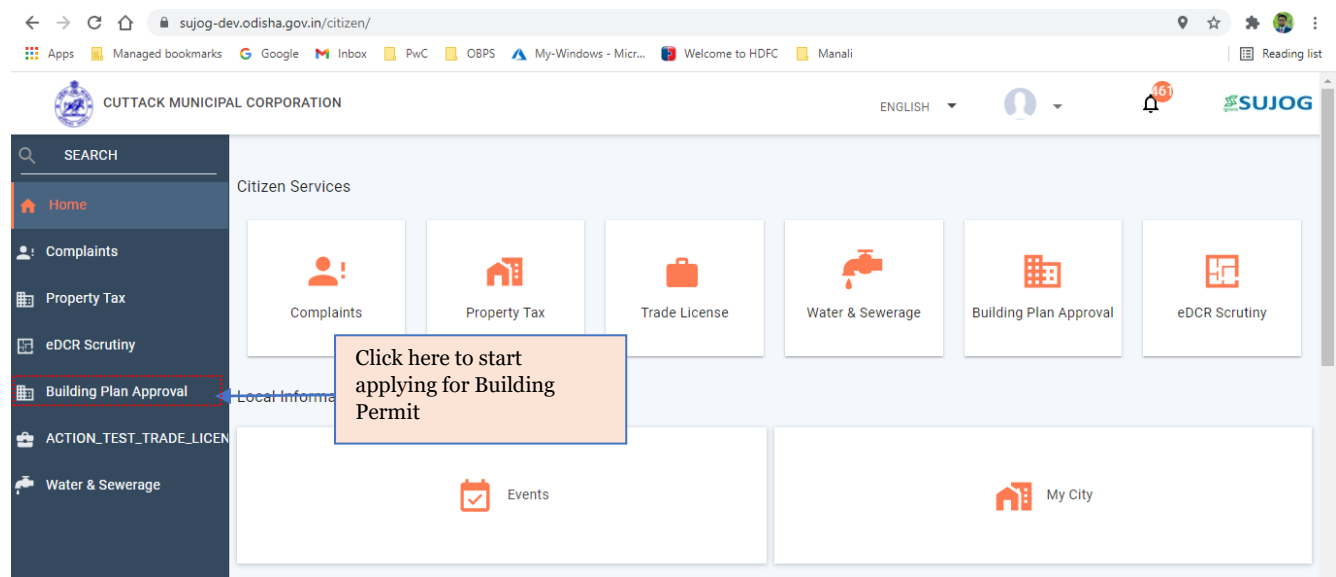 sujog-dev.odisha.gov.in/citizen/
Apps Managed bookmarks Google Inbox PwC OBPS My-Windows - Micr... Welcome to HDFC Manali Reading list
CUTTACK MUNICIPAL CORPORATION ENGLISH 461 SUJOG
SEARCH
Citizen Services
Home
Complaints
Property Tax
eDCR Scrutiny
Building Plan Approval
ACTION_TEST_TRADE_LICEN
Water & Sewerage
Complaints Property Tax Trade License Water & Sewerage Building Plan Approval eDCR Scrutiny
Click here to start
applying for Building
Permit
Local Informa
Events My City